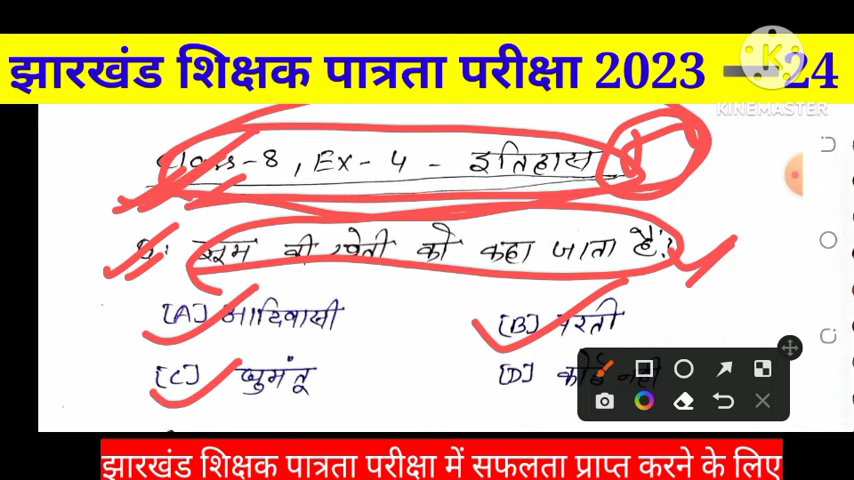 झारखंड शिक्षक पात्रता परीक्षा 2023 — 24
KINEMASTER
Class-8, Ex-4 - इतिहास
झूम की खेती को कहा जाता है?
[A] आदिवासी
[B] परती
[C] घुमंतू
[D] कोई नहीं
झारखंड शिक्षक पात्रता परीक्षा में सफलता प्राप्त करने के लिए